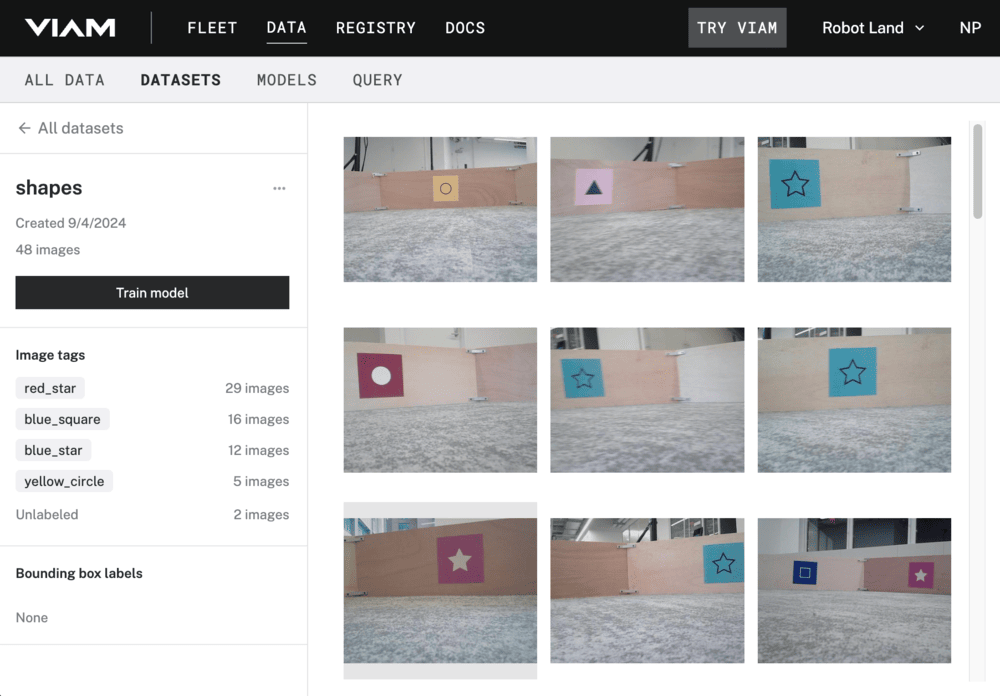 VIAM FLEET DATA REGISTRY DOCS TRY VIAM Robot Land NP
ALL DATA DATASETS MODELS QUERY
← All datasets
shapes ...
Created 9/4/2024
48 images
Train model
Image tags
red_star 29 images
blue_square 16 images
blue_star 12 images
yellow_circle 5 images
Unlabeled 2 images
Bounding box labels
None